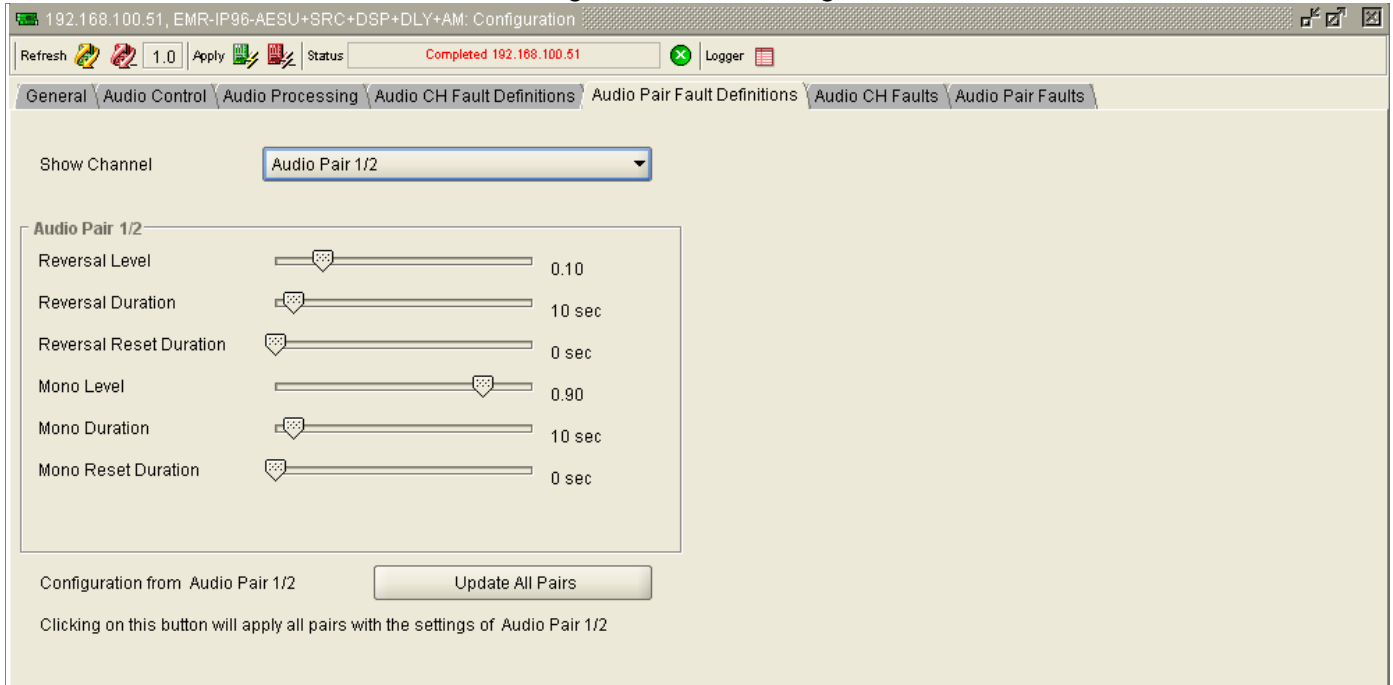 192.168.100.51, EMR-IP96-AESU+SRC+DSP+DLY+AM: Configuration
Refresh 1.0 Apply Status Completed 192.168.100.51 Logger
General Audio Control Audio Processing Audio CH Fault Definitions Audio Pair Fault Definitions Audio CH Faults Audio Pair Faults
Show Channel Audio Pair 1/2
Audio Pair 1/2
Reversal Level 0.10
Reversal Duration 10 sec
Reversal Reset Duration 0 sec
Mono Level 0.90
Mono Duration 10 sec
Mono Reset Duration 0 sec
Configuration from Audio Pair 1/2 Update All Pairs
Clicking on this button will apply all pairs with the settings of Audio Pair 1/2